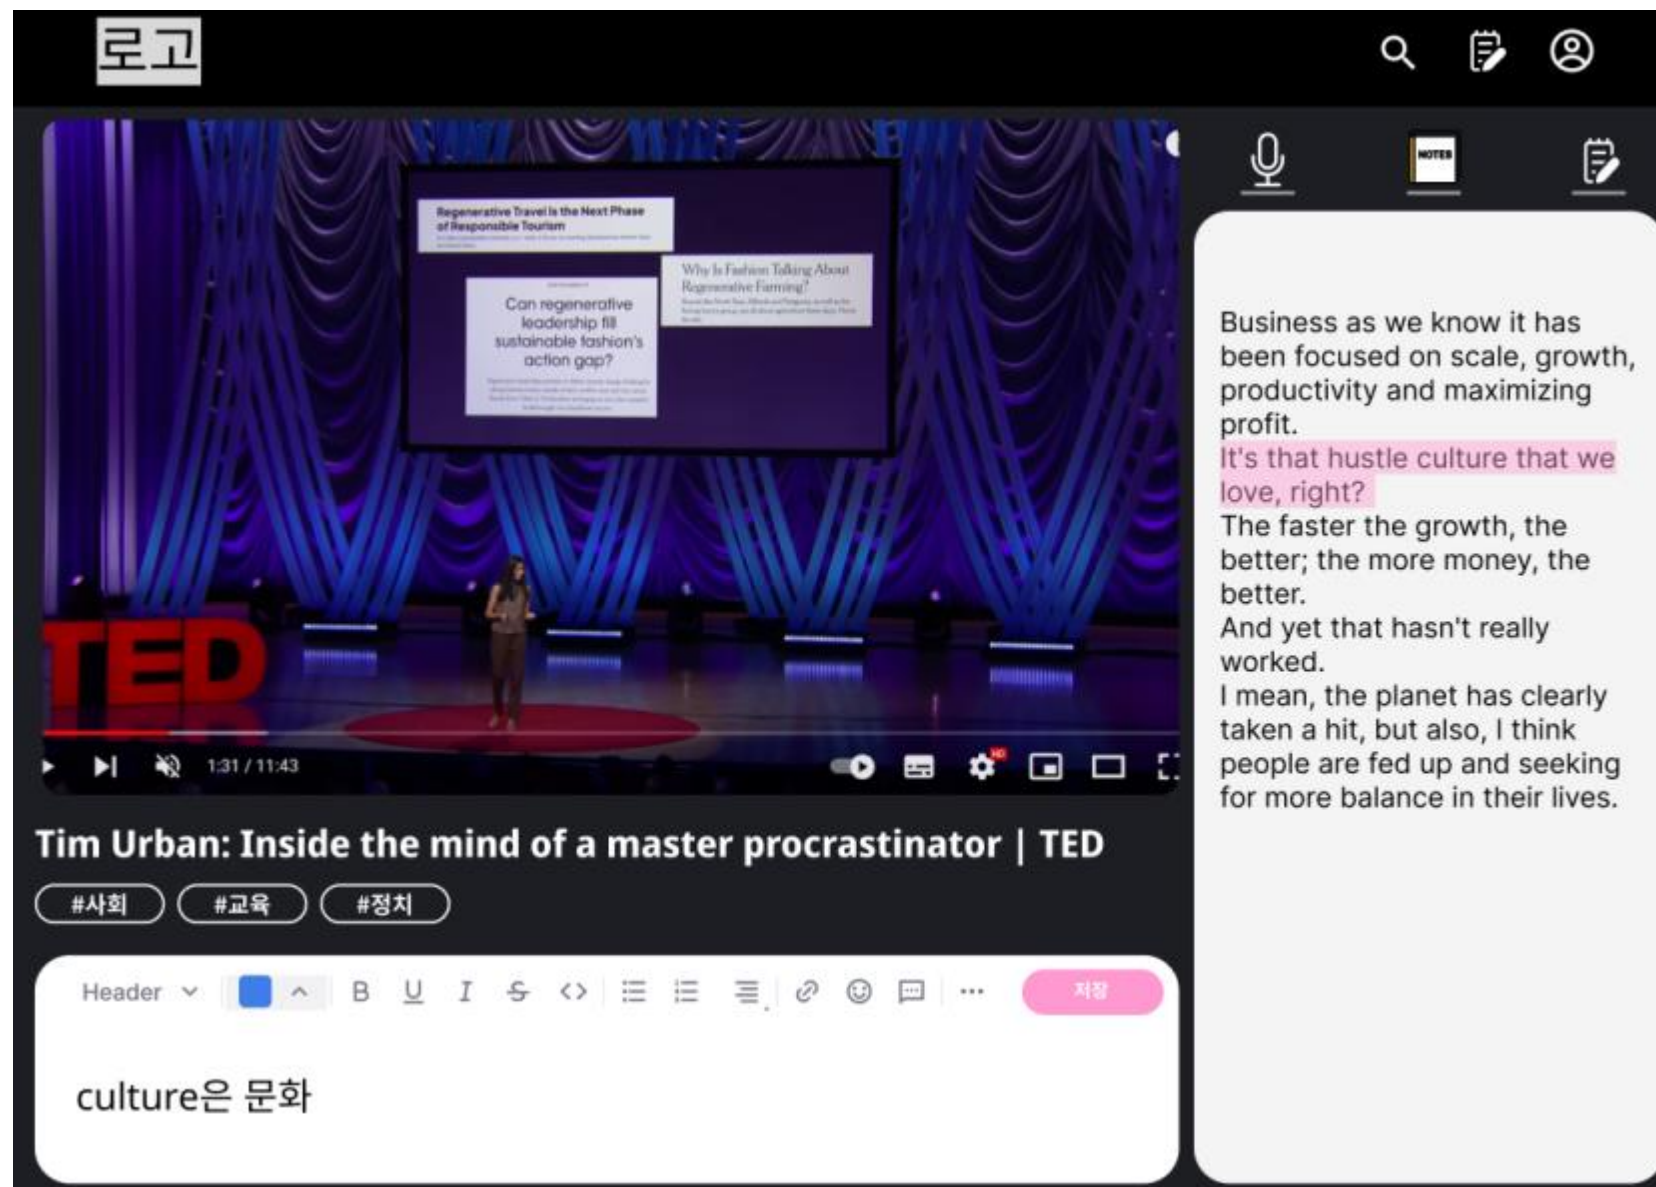 로고
NOTES
Regenerative Travel Is the Next Phase
of Responsible Tourism
Why Is Fashion Talking About
Regenerative Farming?
Can regenerative
leadership fill
sustainable fashion's
action gap?
TED
HD
1:31 / 11:43
Tim Urban: Inside the mind of a master procrastinator | TED
#사회 #교육 #정치
Header B U I S <> 저장
culture은 문화
Business as we know it has
been focused on scale, growth,
productivity and maximizing
profit.
It's that hustle culture that we
love, right?
The faster the growth, the
better; the more money, the
better.
And yet that hasn't really
worked.
I mean, the planet has clearly
taken a hit, but also, I think
people are fed up and seeking
for more balance in their lives.